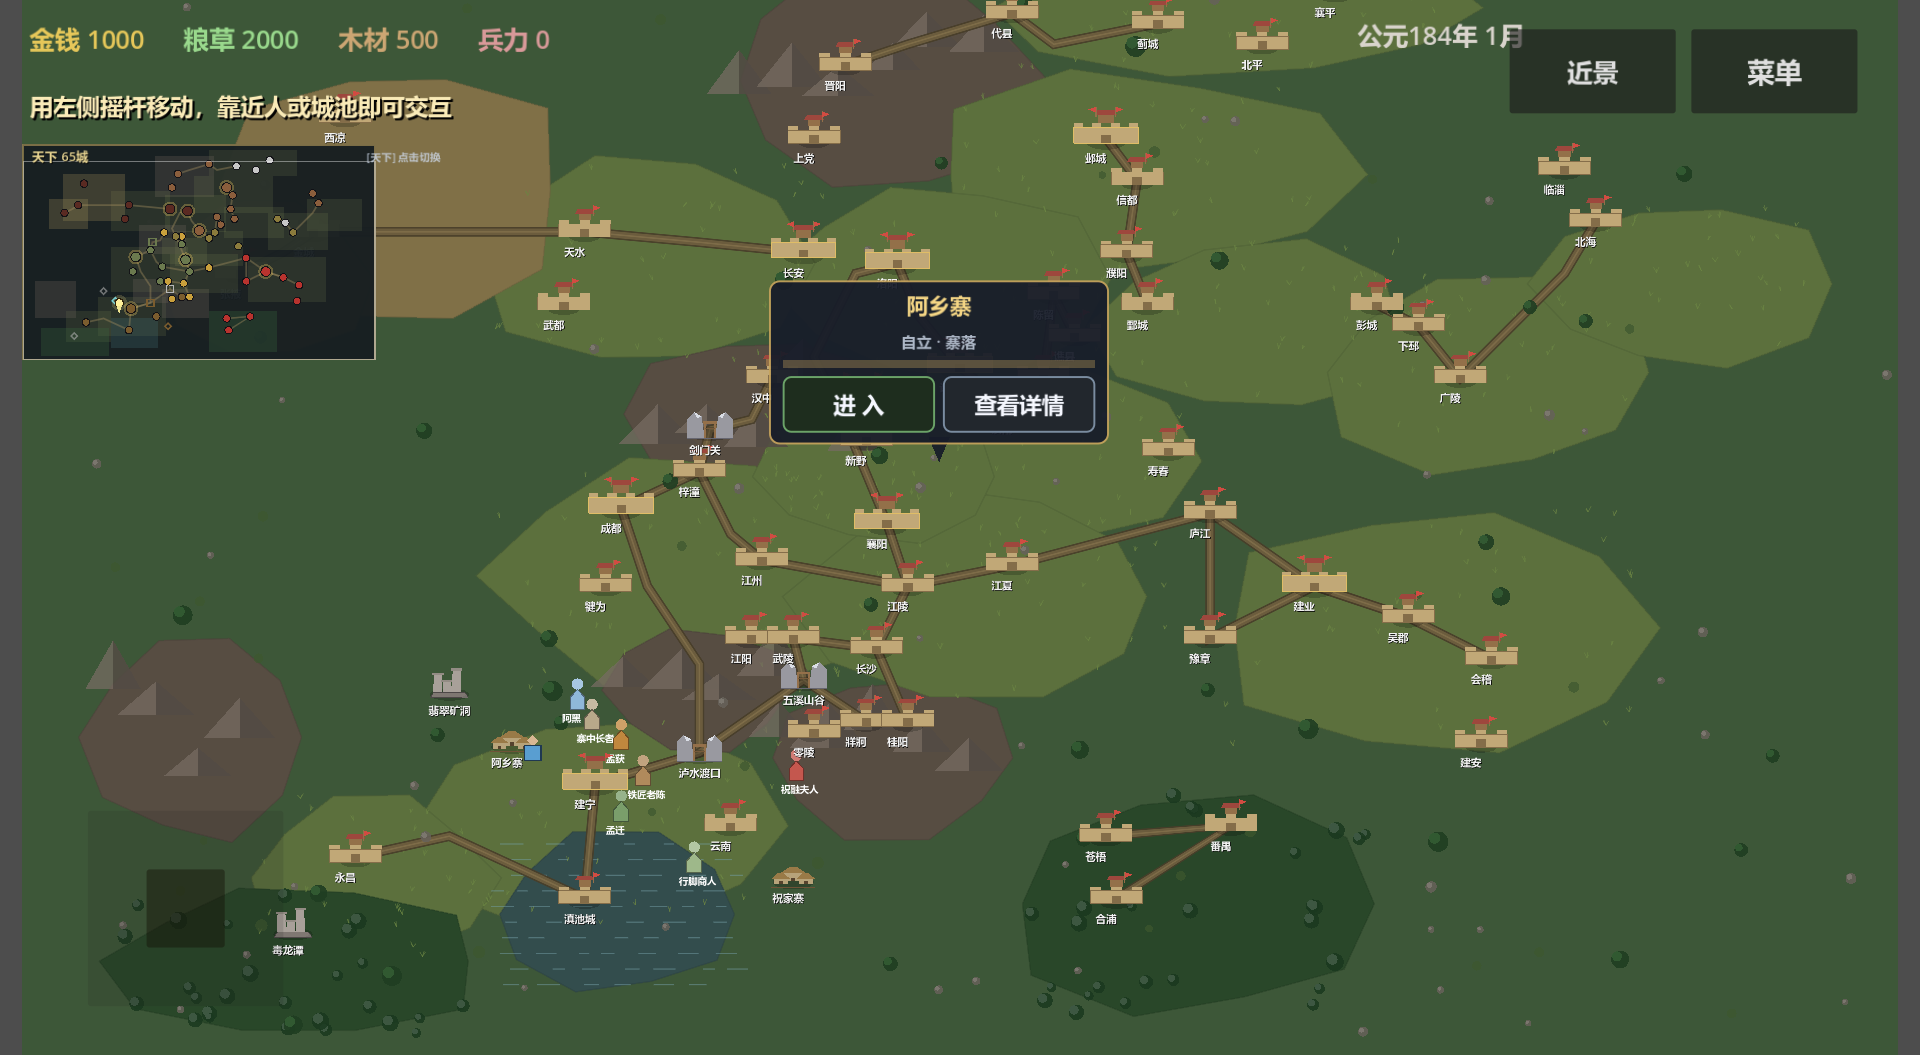 金钱 1000 粮草 2000 木材 500 兵力 0
公元184年 1月
近景
菜单
用左侧摇杆移动，靠近人或城池即可交互
天下 65城
[天下]点击切换
襄平
代县
蓟城
北平
晋阳
西凉
上党
邺城
信都
临淄
北海
天水
长安
濮阳
武都
鄄城
彭城
下邳
广陵
阿乡寨
自立 · 寨落
进 入
查看详情
汉中
剑门关
新野
寿春
梓潼
成都
襄阳
庐江
江州
江夏
犍为
江陵
建业
吴郡
江阳
武陵
长沙
豫章
会稽
五溪山谷
翡翠矿洞
阿黑
寨中长者
孟获
阿乡寨
泸水渡口
零陵
牂牁
桂阳
建安
祝融夫人
建宁
铁匠老陈
孟迁
云南
苍梧
番禺
永昌
行脚商人
祝家寨
滇池城
合浦
毒龙潭